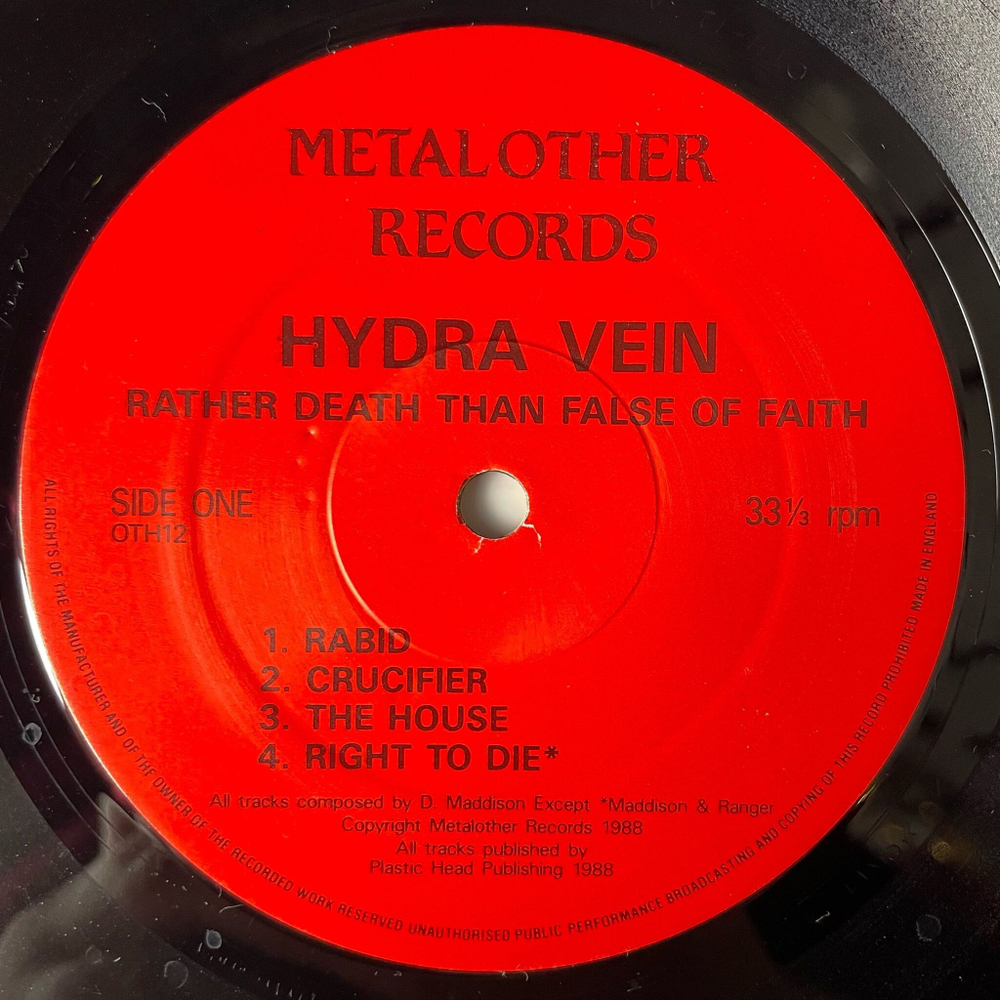 METALOTHER
RECORDS
HYDRA VEIN
RATHER DEATH THAN FALSE OF FAITH
SIDE ONE
OTH12
33⅓ rpm
1. RABID
2. CRUCIFIER
3. THE HOUSE
4. RIGHT TO DIE*
All tracks composed by D. Maddison Except *Maddison & Ranger
Copyright Metalother Records 1988
All tracks published by
Plastic Head Publishing 1988
ALL RIGHTS OF THE MANUFACTURER AND OF THE OWNER OF THE RECORDED WORK RESERVED UNAUTHORISED PUBLIC PERFORMANCE BROADCASTING AND COPYING OF THIS RECORD PROHIBITED MADE IN ENGLAND